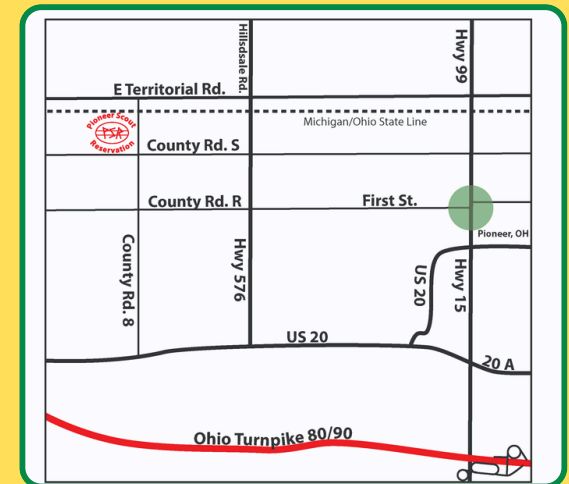 Hillsdsale Rd.
Hwy 99
E Territorial Rd.
Pioneer Scout
PSR
Reservation
Michigan/Ohio State Line
County Rd. S
County Rd. R
First St.
Pioneer, OH
County Rd. 8
Hwy 576
US 20
Hwy 15
US 20
20 A
Ohio Turnpike 80/90